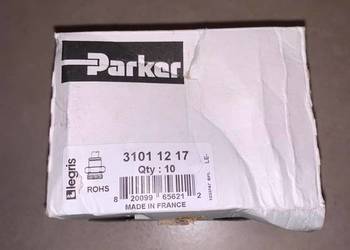 Parker
3101 12 17
Qty : 10
legris
ROHS
8 20099 65621 2
MADE IN FRANCE